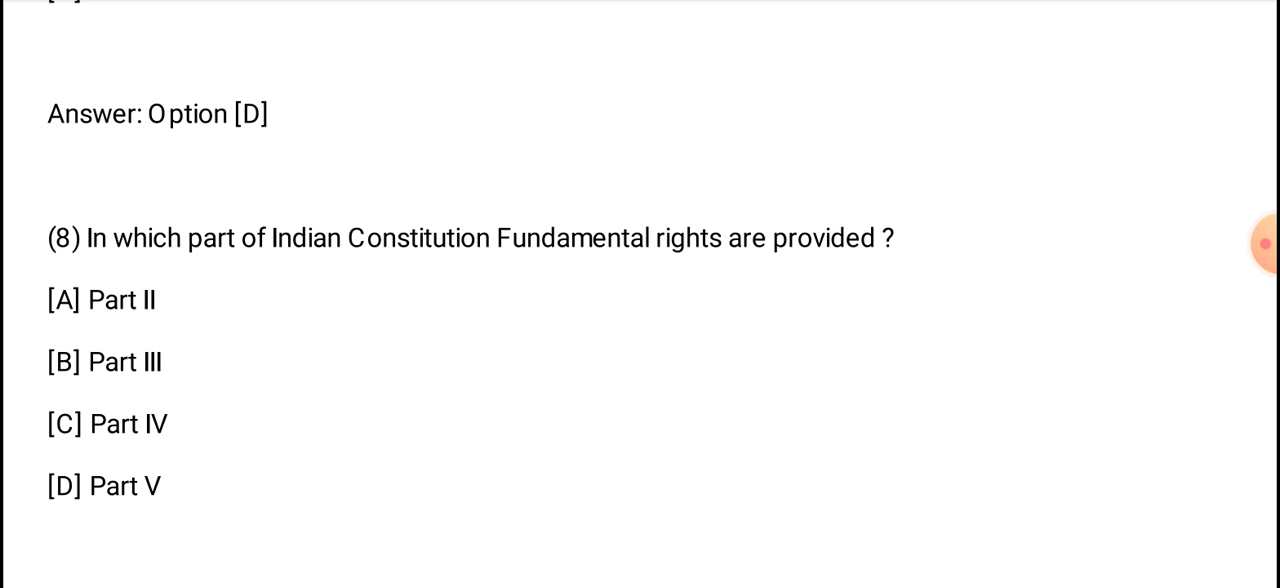 Answer: Option [D]
(8) In which part of Indian Constitution Fundamental rights are provided ?
[A] Part II
[B] Part III
[C] Part IV
[D] Part V